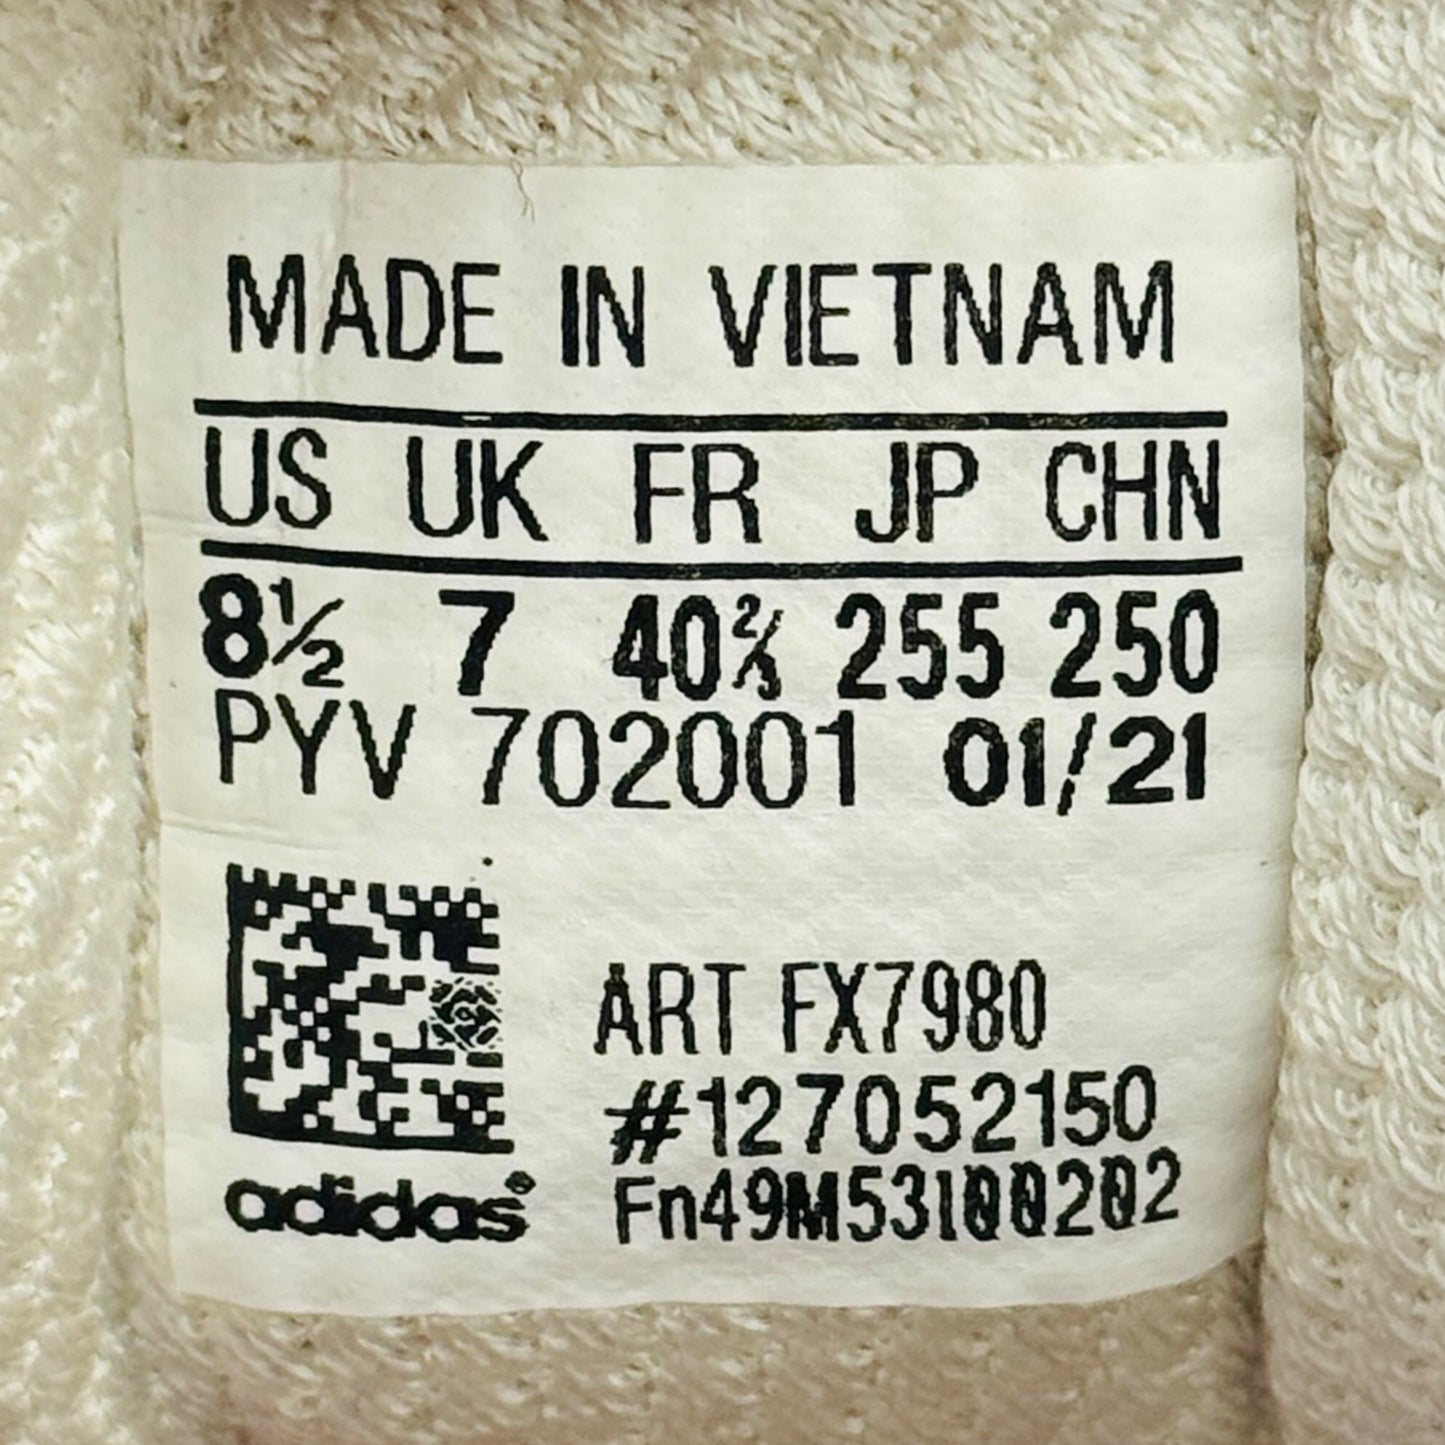 MADE IN VIETNAM
US UK FR JP CHN
8½ 7 40⅔ 255 250
PYV 702001 01/21
ART FX7980
#127052150
Fn49M53100202
adidas®